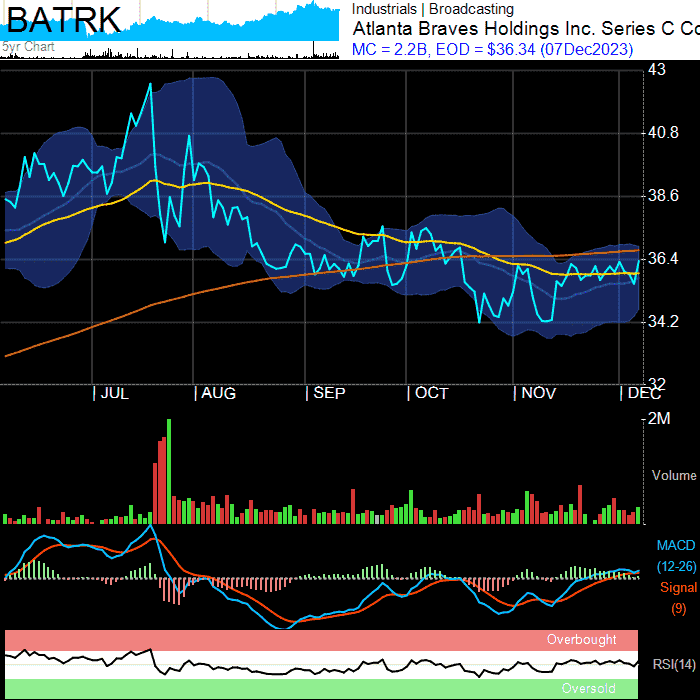 BATRK
5yr Chart
Industrials | Broadcasting
Atlanta Braves Holdings Inc. Series C Co
MC = 2.2B, EOD = $36.34 (07Dec2023)
43
40.8
38.6
36.4
34.2
32
JUL AUG SEP OCT NOV DEC
2M
Volume
MACD
(12-26)
Signal
(9)
Overbought
RSI(14)
Oversold